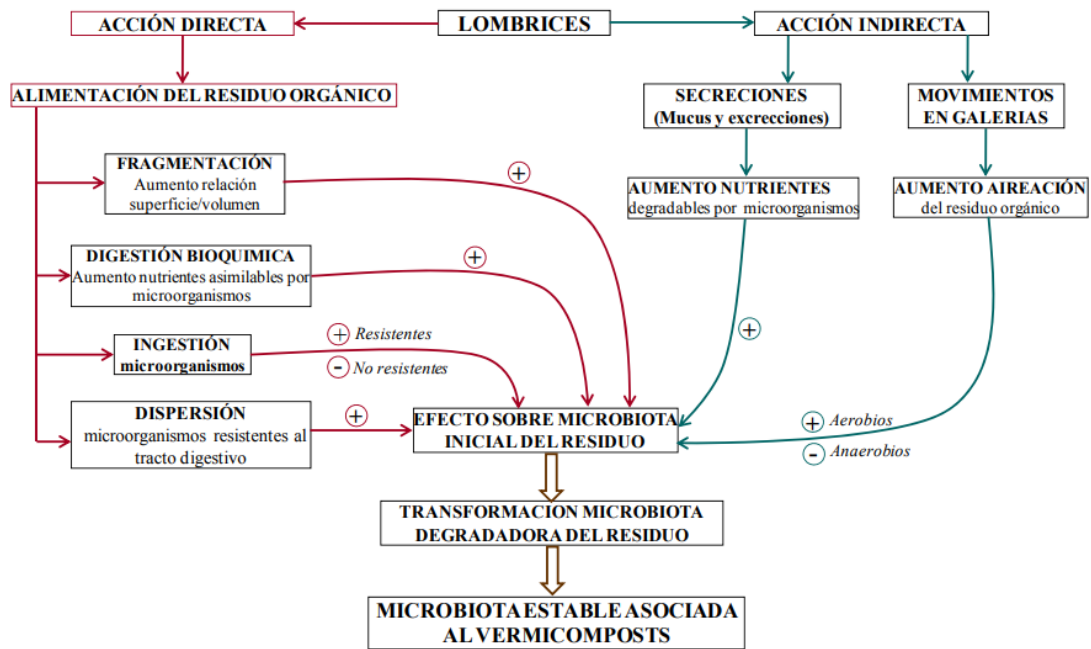 ACCIÓN DIRECTA
LOMBRICES
ACCIÓN INDIRECTA
ALIMENTACIÓN DEL RESIDUO ORGÁNICO
SECRECIONES
(Mucus y excrecciones)
MOVIMIENTOS
EN GALERIAS
FRAGMENTACIÓN
Aumento relación
superficie/volumen
+
AUMENTO NUTRIENTES
degradables por microorganismos
AUMENTO AIREACIÓN
del residuo orgánico
DIGESTIÓN BIOQUIMICA
Aumento nutrientes asimilables por
microorganismos
+
+
INGESTIÓN
microorganismos
+ Resistentes
- No resistentes
DISPERSIÓN
microorganismos resistentes al
tracto digestivo
+
EFECTO SOBRE MICROBIOTA
INICIAL DEL RESIDUO
+ Aerobios
- Anaerobios
TRANSFORMACIÓN MICROBIOTA
DEGRADADORA DEL RESIDUO
MICROBIOTA ESTABLE ASOCIADA
AL VERMICOMPOSTS